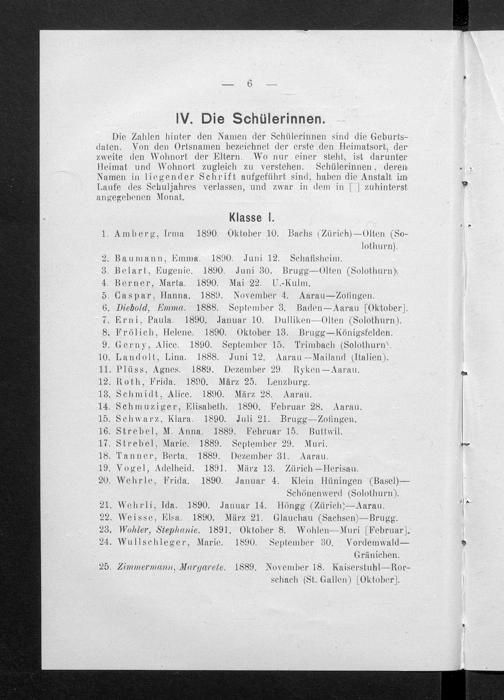 — 6 —
IV. Die Schülerinnen.
Die Zahlen hinter den Namen der Schülerinnen sind die Geburts-
daten. Von den Ortsnamen bezeichnet der erste den Heimatsort, der
zweite den Wohnort der Eltern. Wo nur einer steht, ist darunter
Heimat und Wohnort zugleich zu verstehen. Schülerinnen, deren
Namen in liegender Schrift aufgeführt sind, haben die Anstalt im
Laufe des Schuljahres verlassen, und zwar in dem in [ ] zuhinterst
angegebenen Monat.
Klasse I.
1. Amberg, Irma 1890. Oktober 10. Bachs (Zürich)—Olten (So-
lothurn).
2. Baumann, Emma. 1890. Juni 12. Schafisheim.
3. Belart, Eugenie. 1890. Juni 30. Brugg—Olten (Solothurn).
4. Berner, Marta. 1890. Mai 22. U.-Kulm.
5. Caspar, Hanna. 1889. November 4. Aarau—Zofingen.
6. Diebold, Emma. 1888. September 3. Baden—Aarau [Oktober].
7. Erni, Paula. 1890. Januar 10. Dulliken—Olten (Solothurn).
8. Frölich, Helene. 1890. Oktober 13. Brugg—Königsfelden.
9. Gerny, Alice. 1890. September 15. Trimbach (Solothurn).
10. Landolt, Lina. 1888. Juni 12. Aarau—Mailand (Italien).
11. Plüss, Agnes. 1889. Dezember 29. Ryken—Aarau.
12. Roth, Frida. 1890. März 25. Lenzburg.
13. Schmidt, Alice. 1890. März 28. Aarau.
14. Schmuziger, Elisabeth. 1890. Februar 28. Aarau.
15. Schwarz, Klara. 1890. Juli 21. Brugg—Zofingen.
16. Strebel, M. Anna. 1889. Februar 15. Buttwil.
17. Strebel, Marie. 1889. September 29. Muri.
18. Tanner, Berta. 1889. Dezember 31. Aarau.
19. Vogel, Adelheid. 1891. März 13. Zürich—Herisau.
20. Wehrle, Frida. 1890. Januar 4. Klein Hüningen (Basel)—
Schönenwerd (Solothurn).
21. Wehrli, Ida. 1890. Januar 14. Höngg (Zürich)—Aarau.
22. Weisse, Elsa. 1890. März 21. Glauchau (Sachsen)—Brugg.
23. Wohler, Stephanie. 1891. Oktober 8. Wohlen—Muri [Februar].
24. Wullschleger, Marie. 1890. September 30. Vordemwald—
Gränichen.
25. Zimmermann, Margarete. 1889. November 18. Kaiserstuhl—Ror-
schach (St. Gallen) [Oktober].